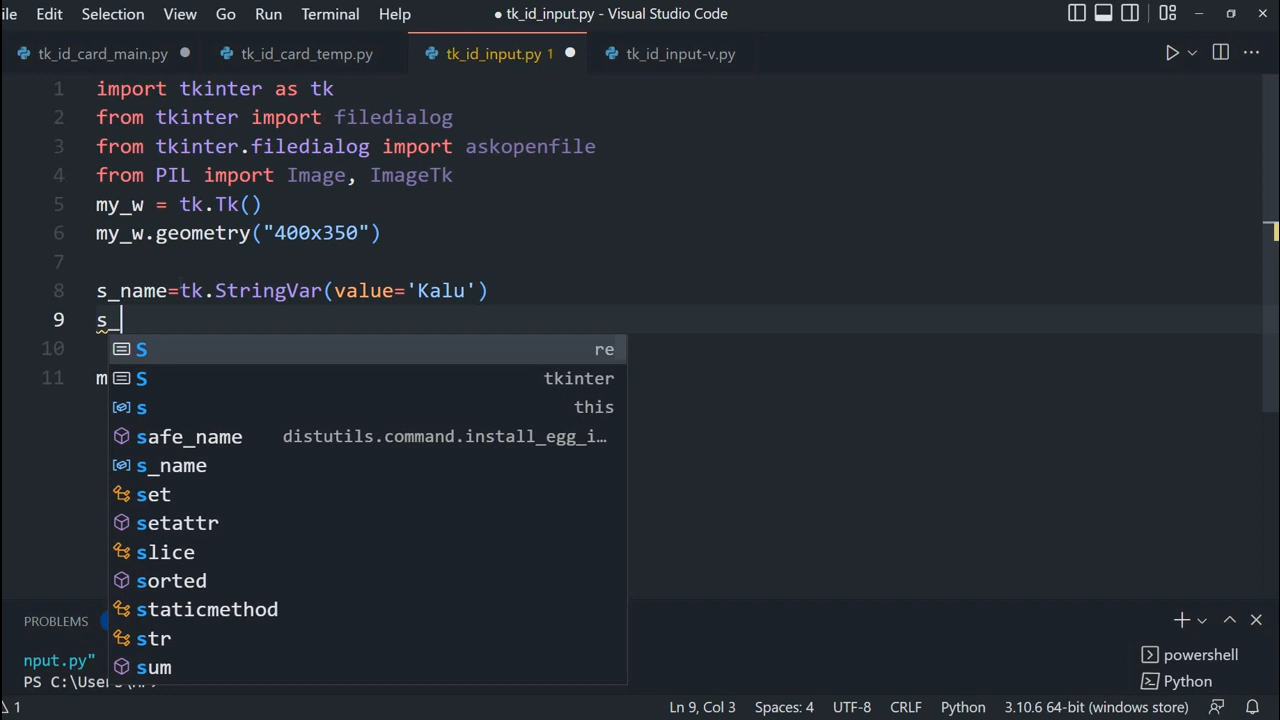 ile Edit Selection View Go Run Terminal Help ● tk_id_input.py - Visual Studio Code
tk_id_card_main.py tk_id_card_temp.py tk_id_input.py 1 tk_id_input-v.py
1 import tkinter as tk
2 from tkinter import filedialog
3 from tkinter.filedialog import askopenfile
4 from PIL import Image, ImageTk
5 my_w = tk.Tk()
6 my_w.geometry("400x350")
7
8 s_name=tk.StringVar(value='Kalu')
9 s_
10 S re
11 m S tkinter
s this
safe_name distutils.command.install_egg_i…
s_name
set
setattr
slice
sorted
staticmethod
str
sum
PROBLEMS
nput.py"
PS C:\Users\
powershell
Python
1 Ln 9, Col 3 Spaces: 4 UTF-8 CRLF Python 3.10.6 64-bit (windows store)